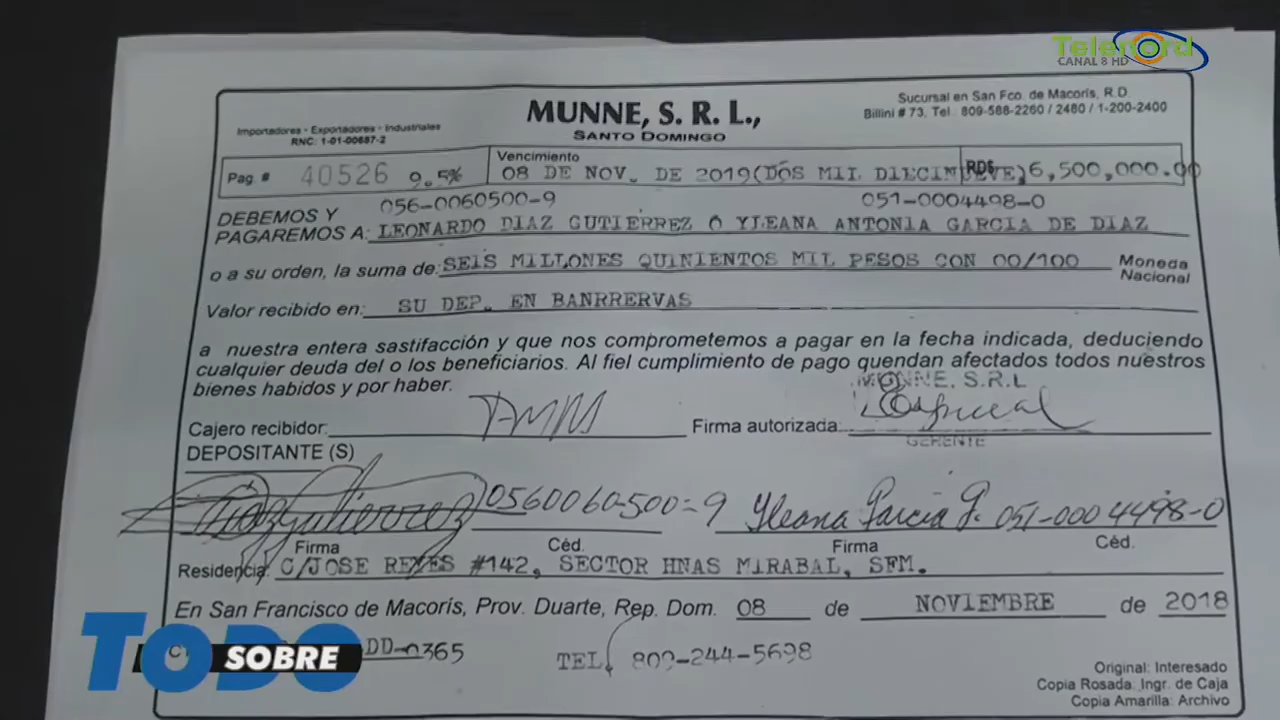 Telenord
CANAL 8 HD
Importadores - Exportadores - Industriales
RNC: 1-01-00687-2
MUNNE, S. R. L.,
SANTO DOMINGO
Sucursal en San Fco. de Macorís, R.D.
Billini # 73, Tel.: 809-588-2260 / 2480 / 1-200-2400
Pag. # 40526 9.5%
Vencimiento
08 DE NOV. DE 2019(DOS MIL DIECINUEVE) RD$ 6,500,000.00
056-0060500-9 051-0004498-0
DEBEMOS Y
PAGAREMOS A: LEONARDO DIAZ GUTIERREZ O YLEANA ANTONIA GARCIA DE DIAZ
o a su orden, la suma de: SEIS MILLONES QUINIENTOS MIL PESOS CON 00/100 Moneda
Nacional
Valor recibido en: SU DEP. EN BANRRERVAS
a nuestra entera sastifacción y que nos comprometemos a pagar en la fecha indicada, deduciendo
cualquier deuda del o los beneficiarios. Al fiel cumplimiento de pago quendan afectados todos nuestros
bienes habidos y por haber.
MUNNE, S.R.L
Cajero recibidor: Firma autorizada:
GERENTE
DEPOSITANTE (S)
Diaz Gutierrez 0560060500=9 Yleana Garcia G. 051-0004498-0
Firma Céd. Firma Céd.
Residencia: C/JOSE REYES #142, SECTOR HNAS MIRABAL, SFM.
En San Francisco de Macorís, Prov. Duarte, Rep. Dom. 08 de NOVIEMBRE de 2018
DD-0365 TEL. 809-244-5698
TODO
SOBRE
Original: Interesado
Copia Rosada: Ingr. de Caja
Copia Amarilla: Archivo